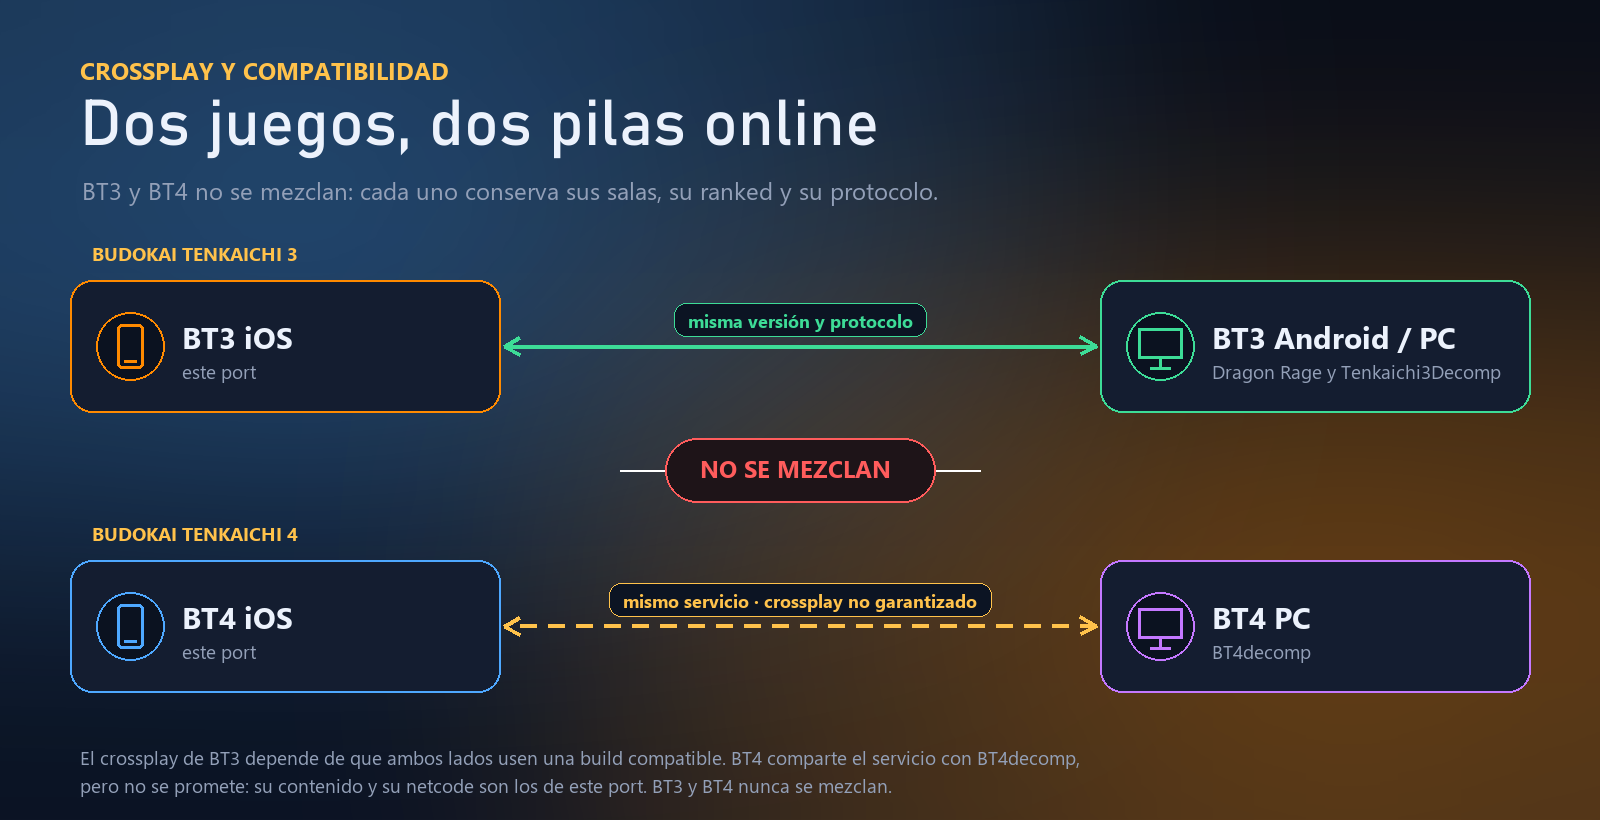 CROSSPLAY Y COMPATIBILIDAD
Dos juegos, dos pilas online
BT3 y BT4 no se mezclan: cada uno conserva sus salas, su ranked y su protocolo.
BUDOKAI TENKAICHI 3
BT3 iOS
este port
misma versión y protocolo
BT3 Android / PC
Dragon Rage y Tenkaichi3Decomp
NO SE MEZCLAN
BUDOKAI TENKAICHI 4
BT4 iOS
este port
mismo servicio · crossplay no garantizado
BT4 PC
BT4decomp
El crossplay de BT3 depende de que ambos lados usen una build compatible. BT4 comparte el servicio con BT4decomp,
pero no se promete: su contenido y su netcode son los de este port. BT3 y BT4 nunca se mezclan.